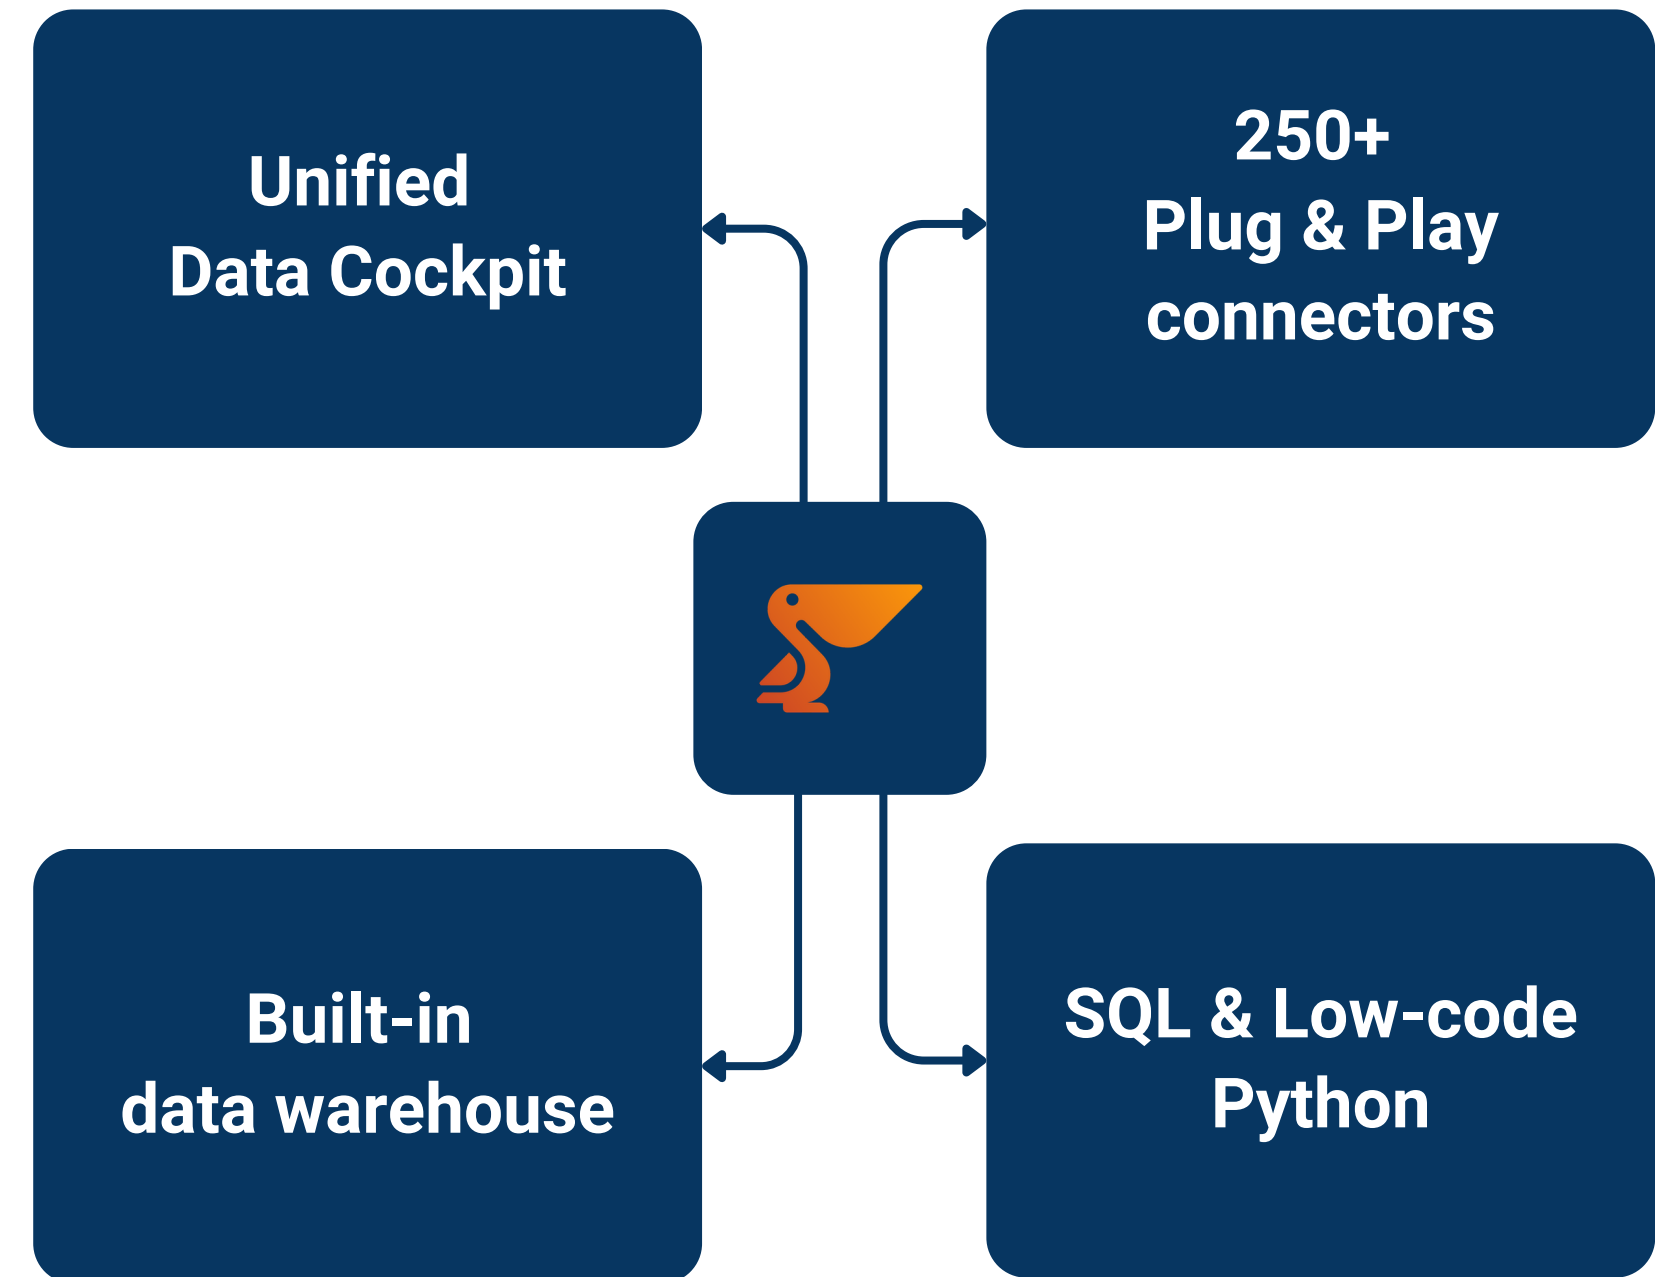 Unified
Data Cockpit
250+
Plug & Play
connectors
Built-in
data warehouse
SQL & Low-code
Python